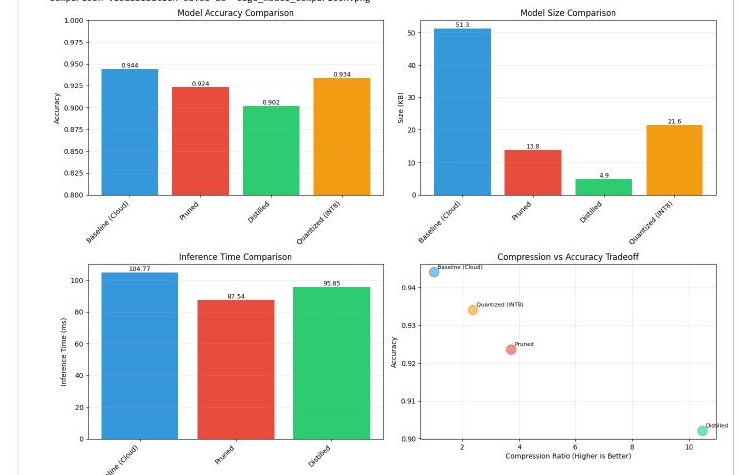 Model Accuracy Comparison
1.000
0.975
0.950
0.925
0.900
0.875
0.850
0.825
0.800
Accuracy
0.944
0.924
0.902
0.934
Baseline (Cloud)
Pruned
Distilled
Quantized (INT8)
Model Size Comparison
50
40
30
20
10
0
Size (KB)
51.3
13.8
4.9
21.6
Baseline (Cloud)
Pruned
Distilled
Quantized (INT8)
Inference Time Comparison
100
80
60
40
20
0
Inference Time (ms)
104.77
87.54
95.85
(Cloud)
Pruned
Distilled
Compression vs Accuracy Tradeoff
0.94
0.93
0.92
0.91
0.90
Accuracy
Baseline (Cloud)
Quantized (INT8)
Pruned
Distilled
2
4
6
8
10
Compression Ratio (Higher is Better)